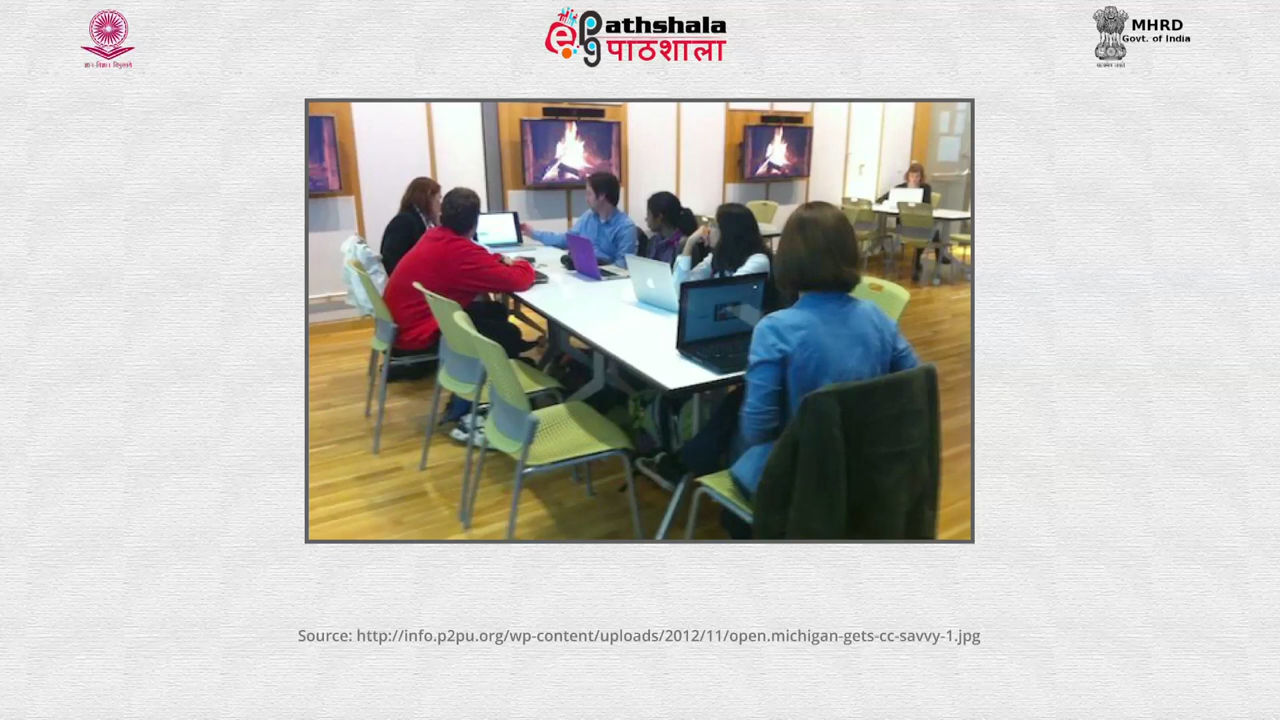 ePG Pathshala
पाठशाला
MHRD
Govt. of India
Source: http://info.p2pu.org/wp-content/uploads/2012/11/open.michigan-gets-cc-savvy-1.jpg